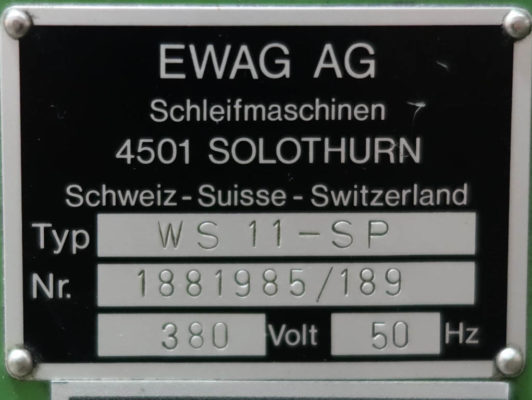 EWAG AG
Schleifmaschinen
4501 SOLOTHURN
Schweiz-Suisse-Switzerland
Typ WS 11-SP
Nr. 1881985/189
380 Volt 50 Hz